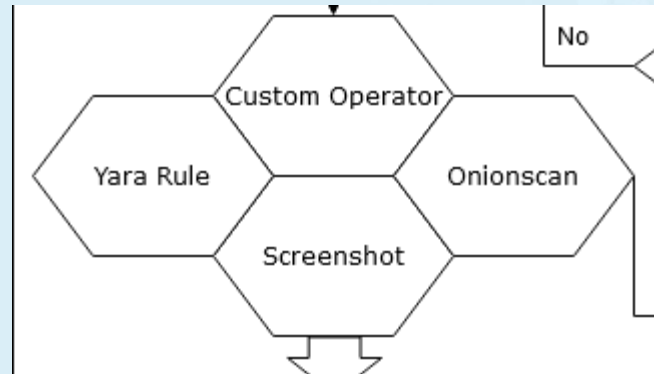 No
Custom Operator
Yara Rule
Onionscan
Screenshot